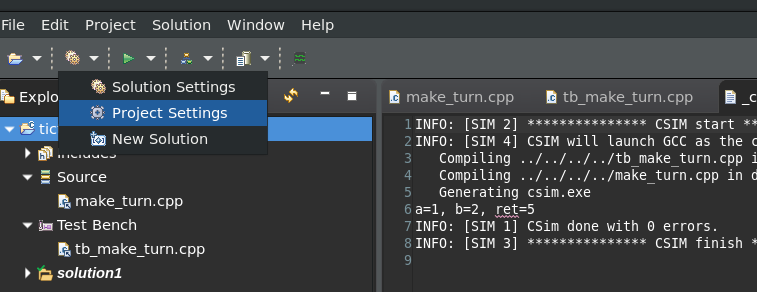 File Edit Project Solution Window Help
Solution Settings
Project Settings
New Solution
Explo
tic
Includes
Source
make_turn.cpp
Test Bench
tb_make_turn.cpp
solution1
make_turn.cpp tb_make_turn.cpp _c
1 INFO: [SIM 2] *************** CSIM start **
2 INFO: [SIM 4] CSIM will launch GCC as the c
3 Compiling ../../../../tb_make_turn.cpp i
4 Compiling ../../../../make_turn.cpp in d
5 Generating csim.exe
6 a=1, b=2, ret=5
7 INFO: [SIM 1] CSim done with 0 errors.
8 INFO: [SIM 3] *************** CSIM finish *
9